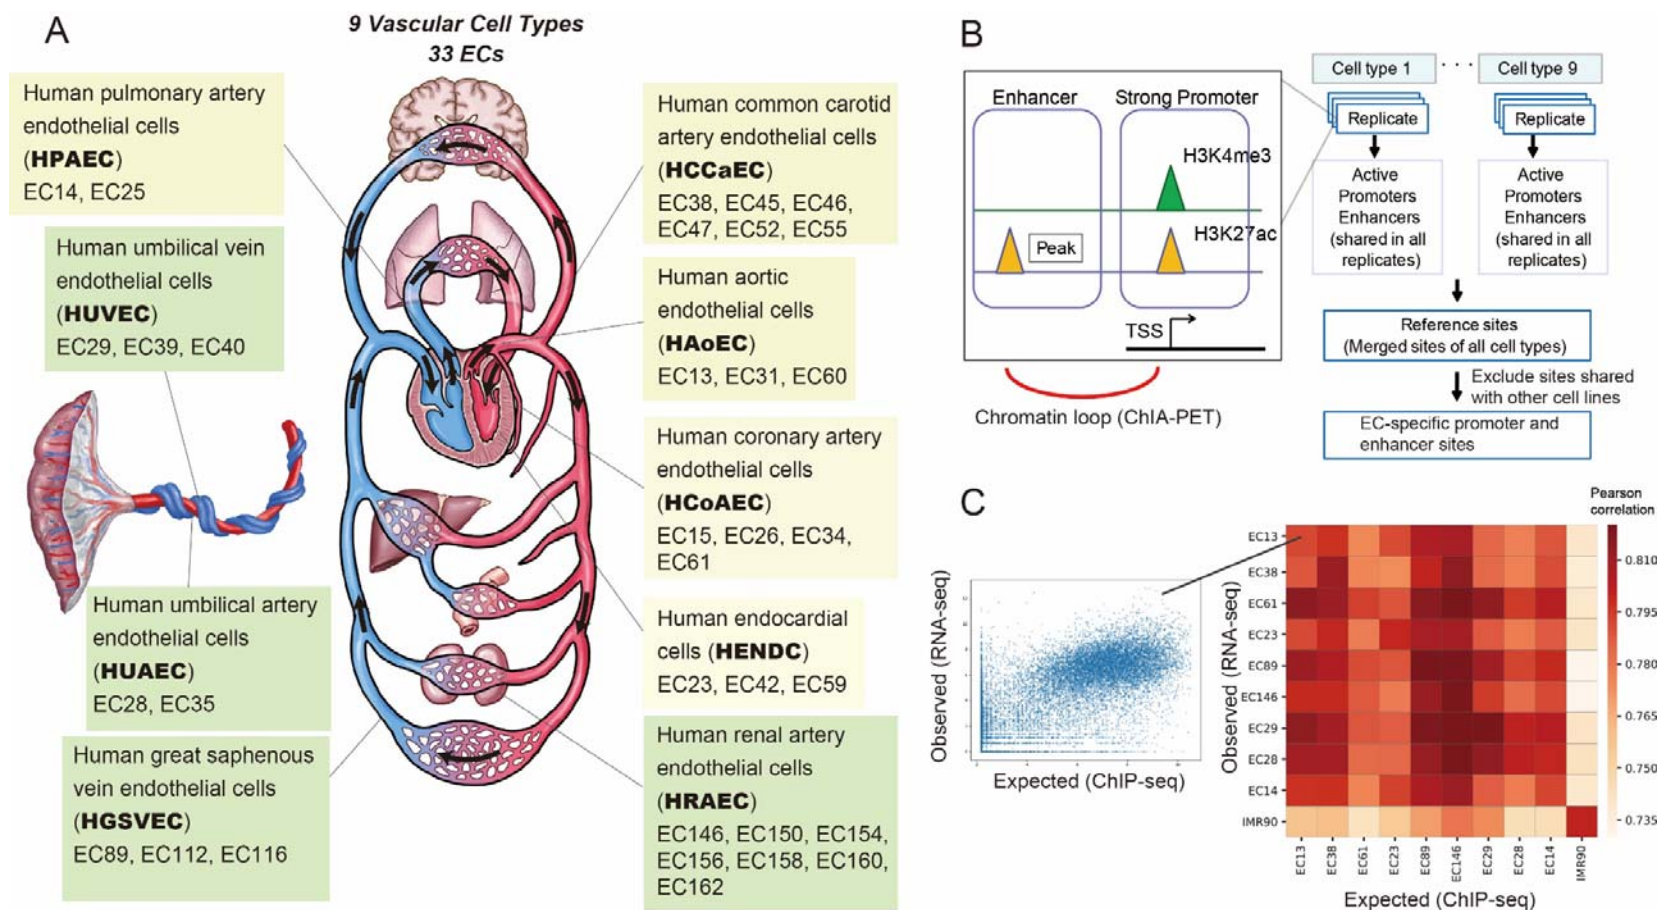 A
9 Vascular Cell Types
33 ECs
Human pulmonary artery
endothelial cells
(HPAEC)
EC14, EC25
Human umbilical vein
endothelial cells
(HUVEC)
EC29, EC39, EC40
Human umbilical artery
endothelial cells
(HUAEC)
EC28, EC35
Human great saphenous
vein endothelial cells
(HGSVEC)
EC89, EC112, EC116
Human common carotid
artery endothelial cells
(HCCaEC)
EC38, EC45, EC46,
EC47, EC52, EC55
Human aortic
endothelial cells
(HAoEC)
EC13, EC31, EC60
Human coronary artery
endothelial cells
(HCoAEC)
EC15, EC26, EC34,
EC61
Human endocardial
cells (HENDC)
EC23, EC42, EC59
Human renal artery
endothelial cells
(HRAEC)
EC146, EC150, EC154,
EC156, EC158, EC160,
EC162
B
Enhancer
Strong Promoter
H3K4me3
H3K27ac
Peak
TSS
Chromatin loop (ChIA-PET)
Cell type 1
· · ·
Cell type 9
Replicate
Replicate
Active
Promoters
Enhancers
(shared in all
replicates)
Active
Promoters
Enhancers
(shared in all
replicates)
Reference sites
(Merged sites of all cell types)
Exclude sites shared
with other cell lines
EC-specific promoter and
enhancer sites
C
Observed (RNA-seq)
Expected (ChIP-seq)
Observed (RNA-seq)
EC13
EC38
EC61
EC23
EC89
EC146
EC29
EC28
EC14
IMR90
EC13
EC38
EC61
EC23
EC89
EC146
EC29
EC28
EC14
IMR90
Expected (ChIP-seq)
Pearson
correlation
0.810
0.795
0.780
0.765
0.750
0.735